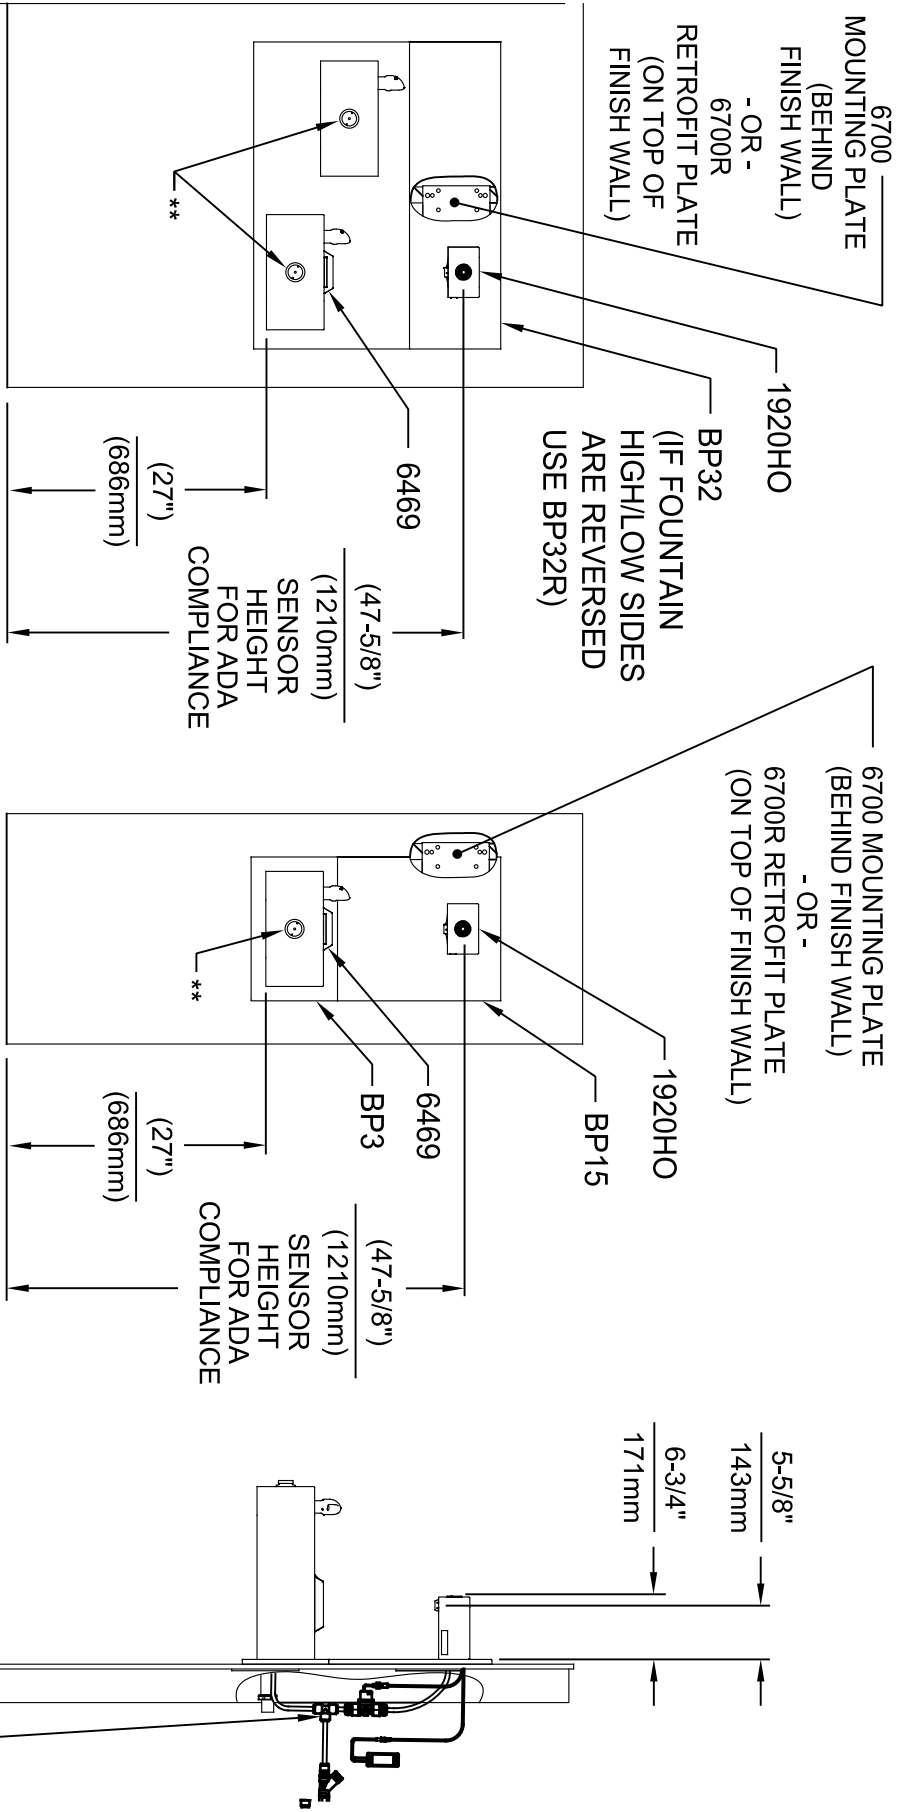 6700
MOUNTING PLATE
(BEHIND
FINISH WALL)
- OR -
6700R
RETROFIT PLATE
(ON TOP OF
FINISH WALL)
1920HO
BP32
(IF FOUNTAIN
HIGH/LOW SIDES
ARE REVERSED
USE BP32R)
6469
**
(27")
(686mm)
(47-5/8")
(1210mm)
SENSOR
HEIGHT
FOR ADA
COMPLIANCE
6700 MOUNTING PLATE
(BEHIND FINISH WALL)
- OR -
6700R RETROFIT PLATE
(ON TOP OF FINISH WALL)
1920HO
BP15
6469
BP3
**
(27")
(686mm)
(47-5/8")
(1210mm)
SENSOR
HEIGHT
FOR ADA
COMPLIANCE
5-5/8"
143mm
6-3/4"
171mm